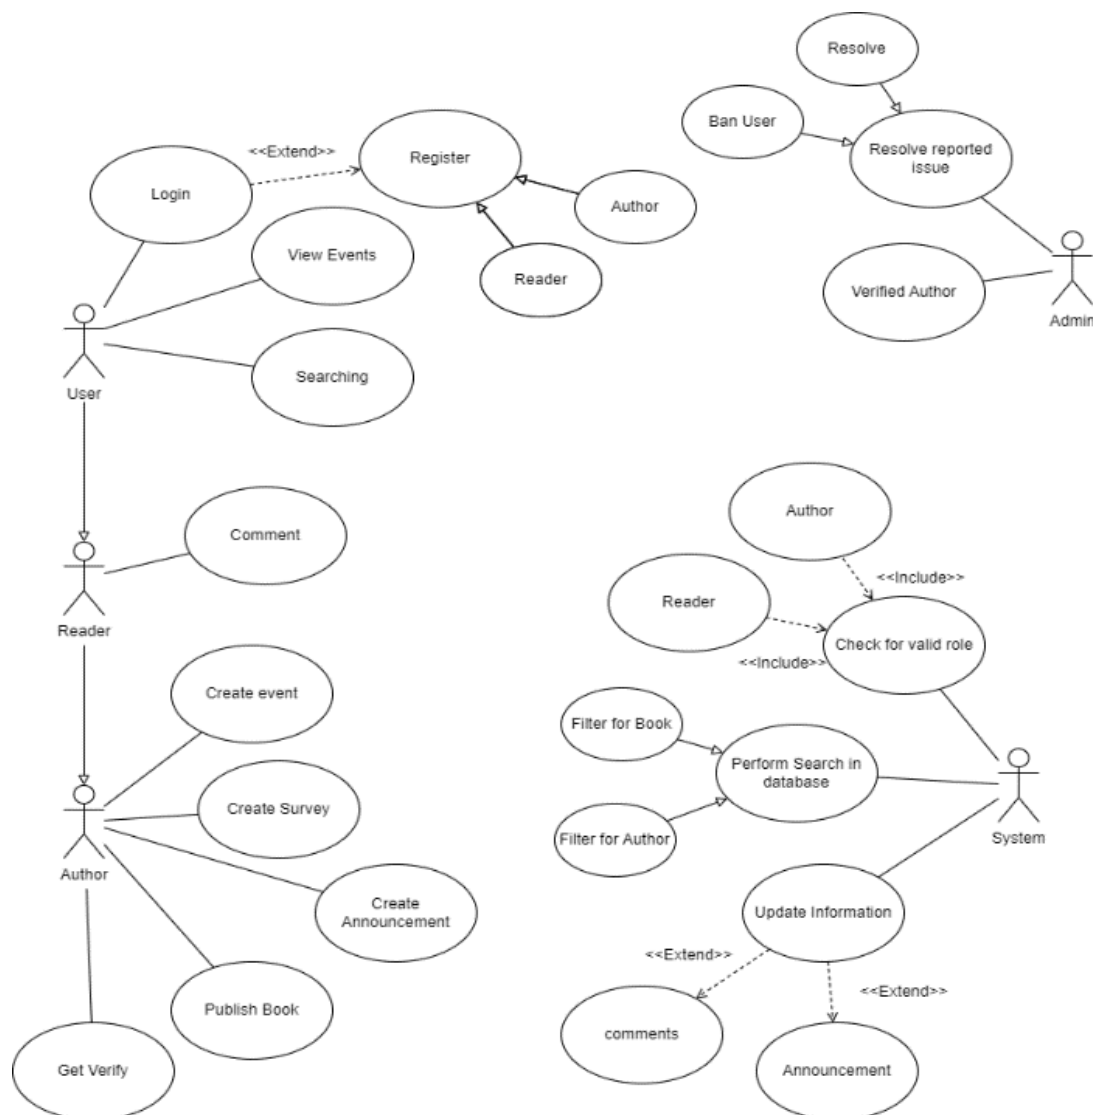 Resolve
Ban User
Resolve reported
issue
<<Extend>>
Register
Login
Author
View Events
Reader
Verified Author
Admin
User
Searching
Author
Comment
<<Include>>
Reader
Reader
Check for valid role
<<Include>>
Create event
Filter for Book
Perform Search in
database
Create Survey
Filter for Author
System
Author
Create
Announcement
Update Information
<<Extend>>
<<Extend>>
Publish Book
comments
Get Verify
Announcement